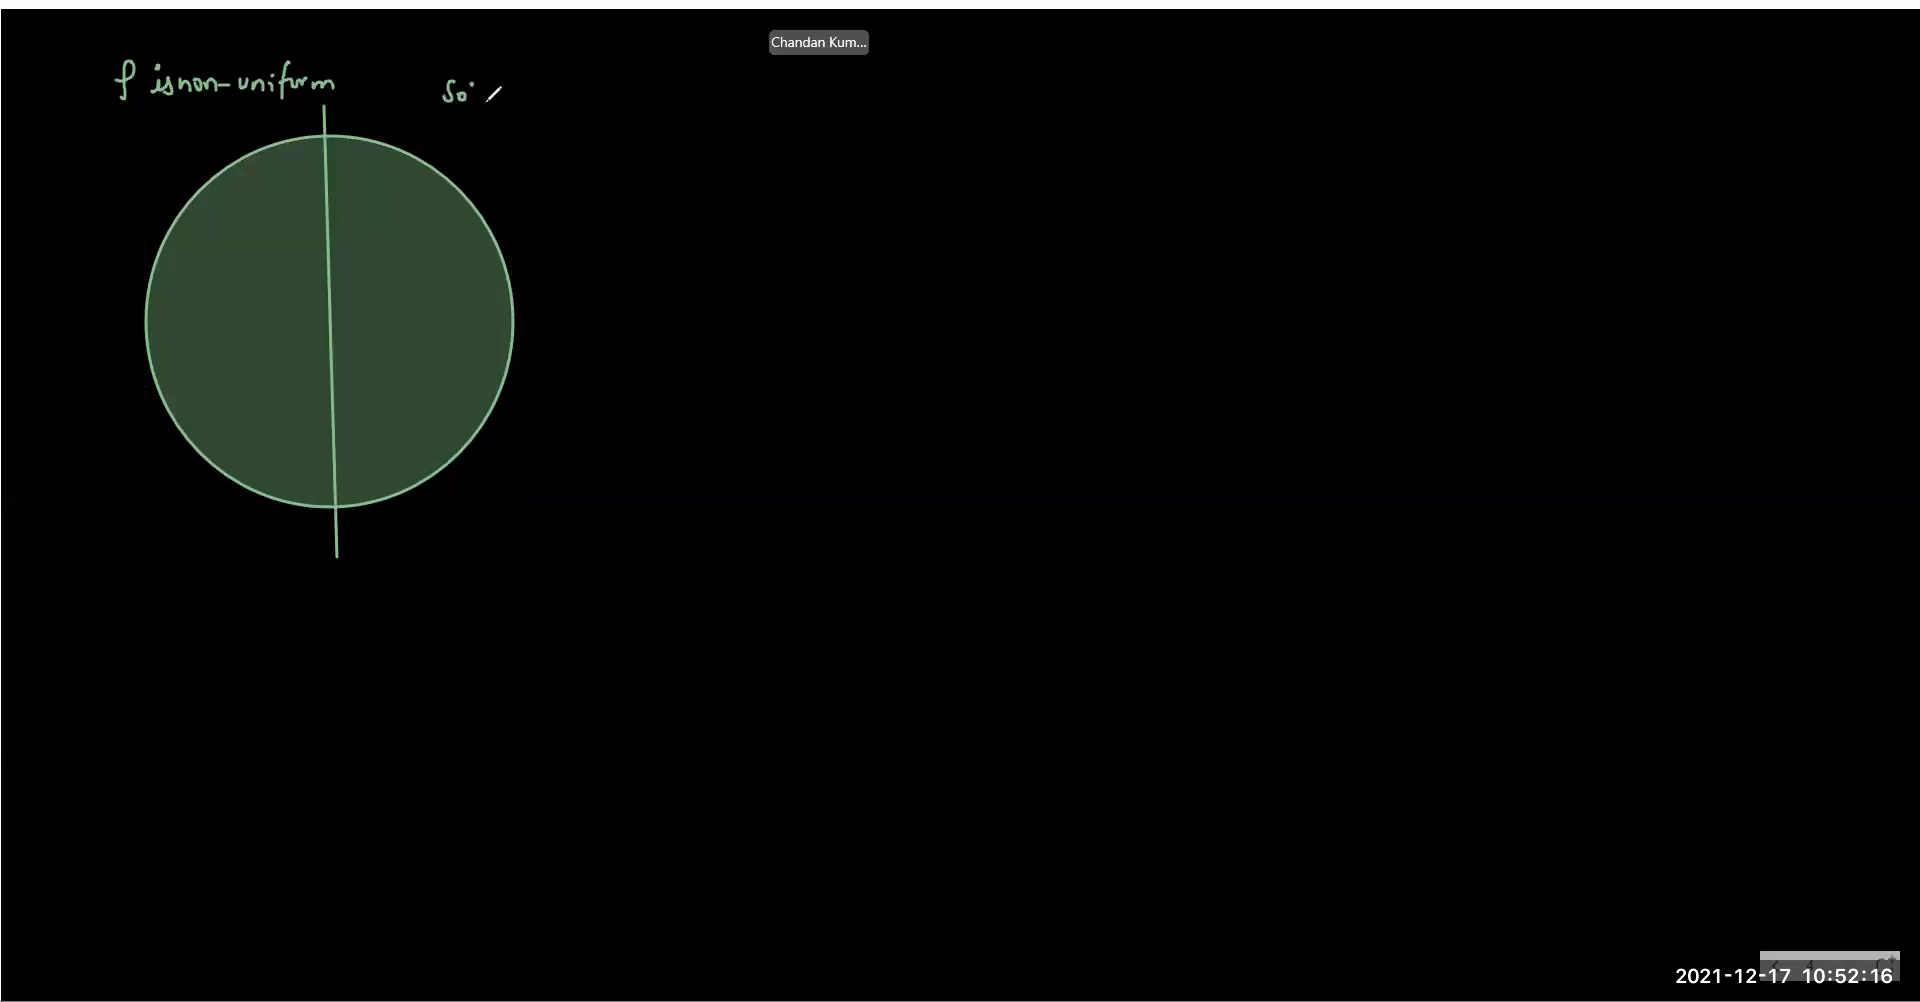 Chandan Kum...
ρ is non-uniform
So
2021-12-17 10:52:16